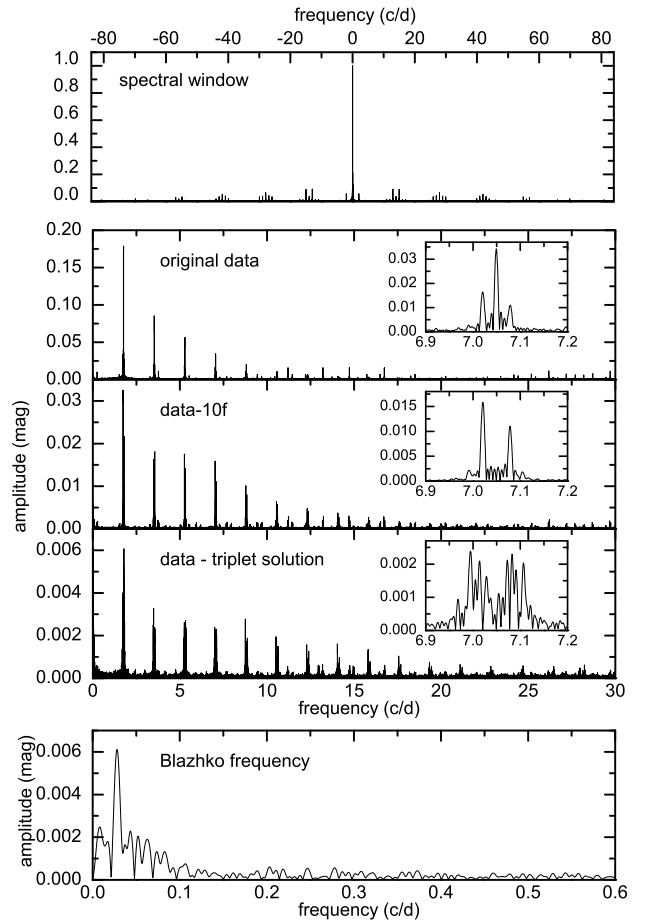 frequency (c/d)
-80 -60 -40 -20 0 20 40 60 80
1.0
spectral window
0.8
0.6
0.4
0.2
0.0
0.20
original data
0.15
0.10
0.05
0.00
0.03
0.02
0.01
0.00
6.9 7.0 7.1 7.2
amplitude (mag)
0.03
data-10f
0.02
0.01
0.00
0.015
0.010
0.005
0.000
6.9 7.0 7.1 7.2
0.006
data - triplet solution
0.004
0.002
0.000
0.002
0.001
0.000
6.9 7.0 7.1 7.2
0 5 10 15 20 25 30
frequency (c/d)
amplitude (mag)
0.006
Blazhko frequency
0.004
0.002
0.000
0.0 0.1 0.2 0.3 0.4 0.5 0.6
frequency (c/d)